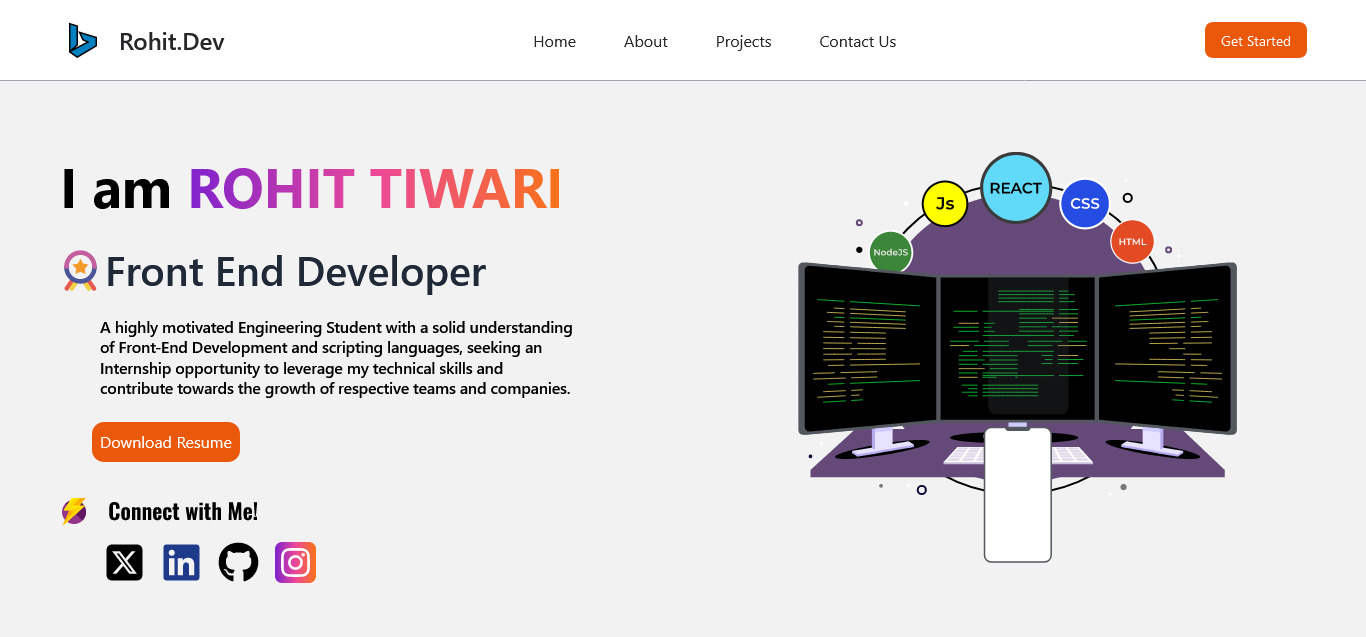 Rohit.Dev
Home
About
Projects
Contact Us
Get Started
I am ROHIT TIWARI
Front End Developer
A highly motivated Engineering Student with a solid understanding
of Front-End Development and scripting languages, seeking an
Internship opportunity to leverage my technical skills and
contribute towards the growth of respective teams and companies.
Download Resume
Connect with Me!
in
NodeJS
Js
REACT
CSS
HTML